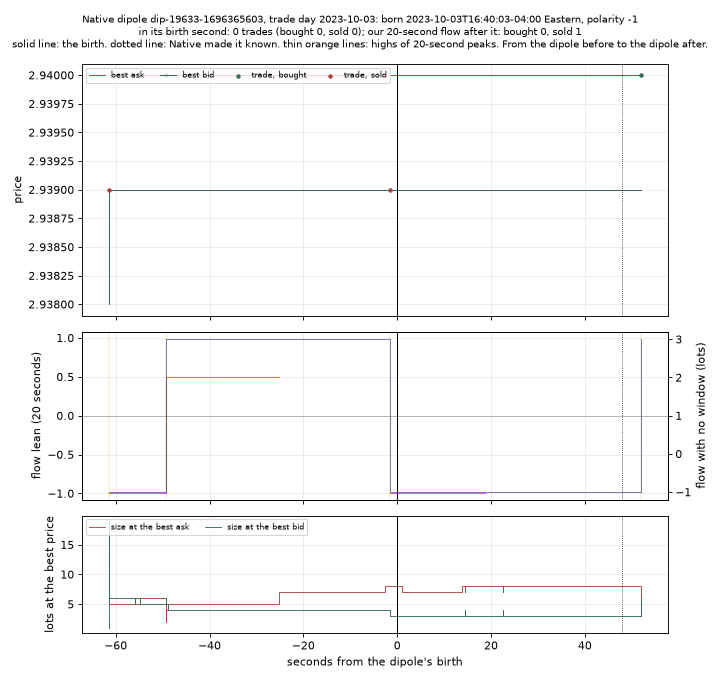 Native dipole dip-19633-1696365603, trade day 2023-10-03: born 2023-10-03T16:40:03-04:00 Eastern, polarity -1
in its birth second: 0 trades (bought 0, sold 0); our 20-second flow after it: bought 0, sold 1
solid line: the birth. dotted line: Native made it known. thin orange lines: highs of 20-second peaks. From the dipole before to the dipole after.
best ask
best bid
trade, bought
trade, sold
2.94000
2.93975
2.93950
2.93925
2.93900
2.93875
2.93850
2.93825
2.93800
price
1.0
0.5
0.0
−0.5
−1.0
flow lean (20 seconds)
3
2
1
0
−1
flow with no window (lots)
size at the best ask
size at the best bid
15
10
5
lots at the best price
−60
−40
−20
0
20
40
seconds from the dipole's birth